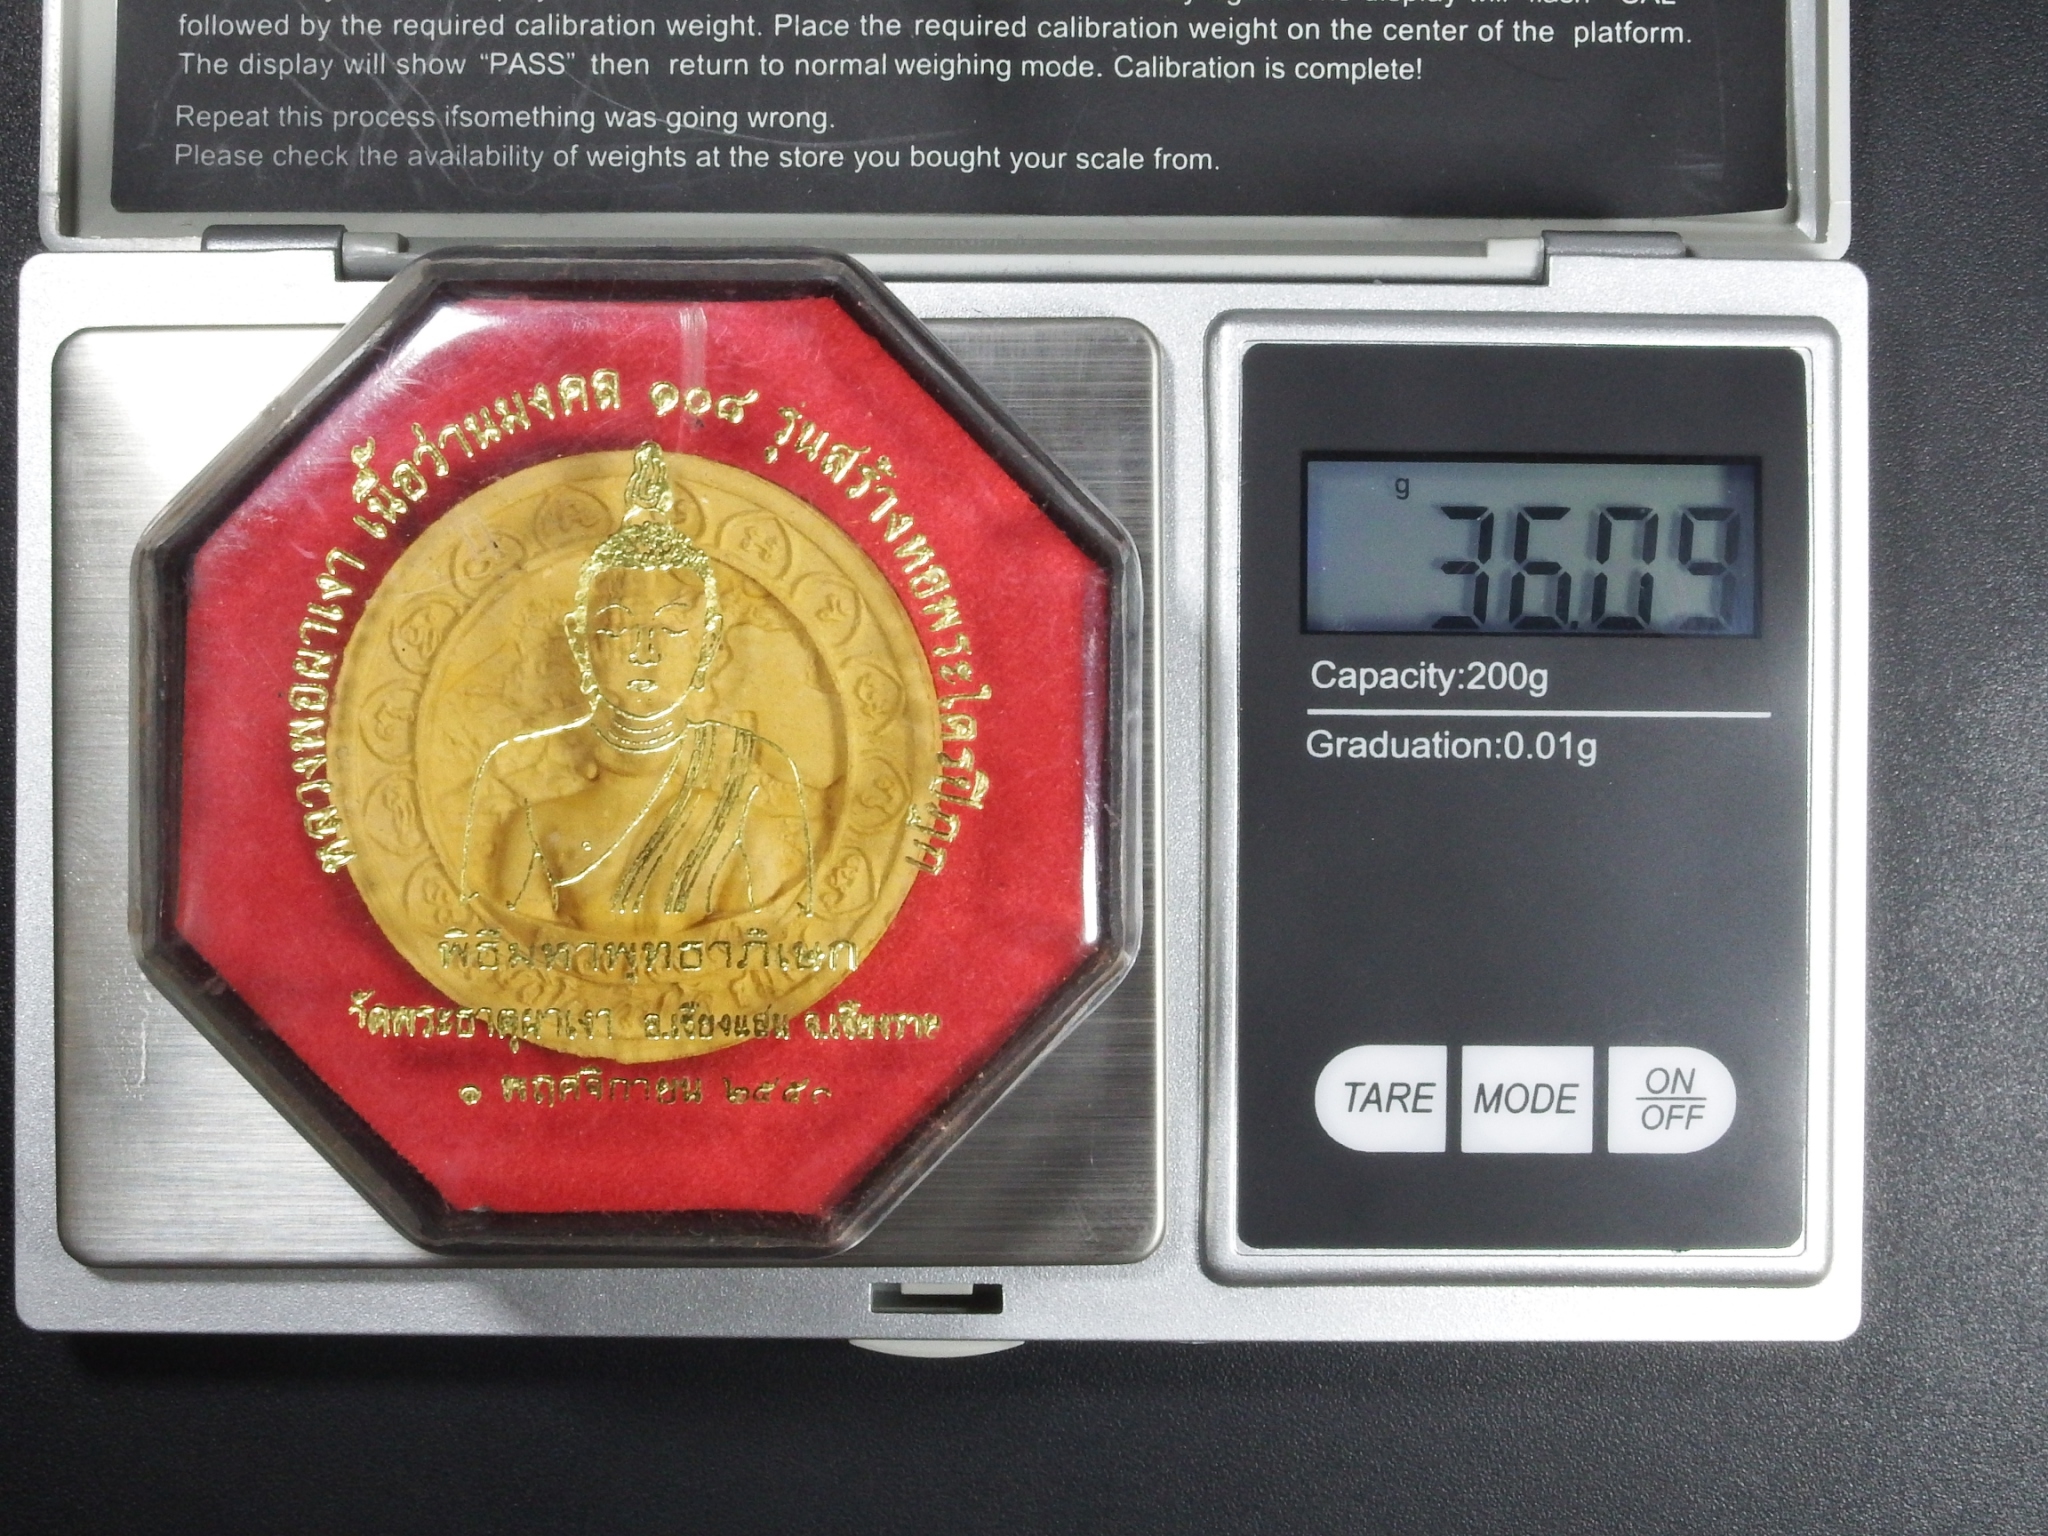 followed by the required calibration weight. Place the required calibration weight on the center of the platform.
The display will show “PASS” then return to normal weighing mode. Calibration is complete!
Repeat this process ifsomething was going wrong.
Please check the availability of weights at the store you bought your scale from.
หลวงพ่อผาเงา เนื้อว่านมงคล ๑๐๘ รุ่นสร้างหอพระไตรปิฎก
พิธีมหาพุทธาภิเษก
วัดพระธาตุผาเงา อ.เชียงแสน จ.เชียงราย
๑ พฤศจิกายน
g
36.09
Capacity:200g
Graduation:0.01g
TARE MODE ON
OFF